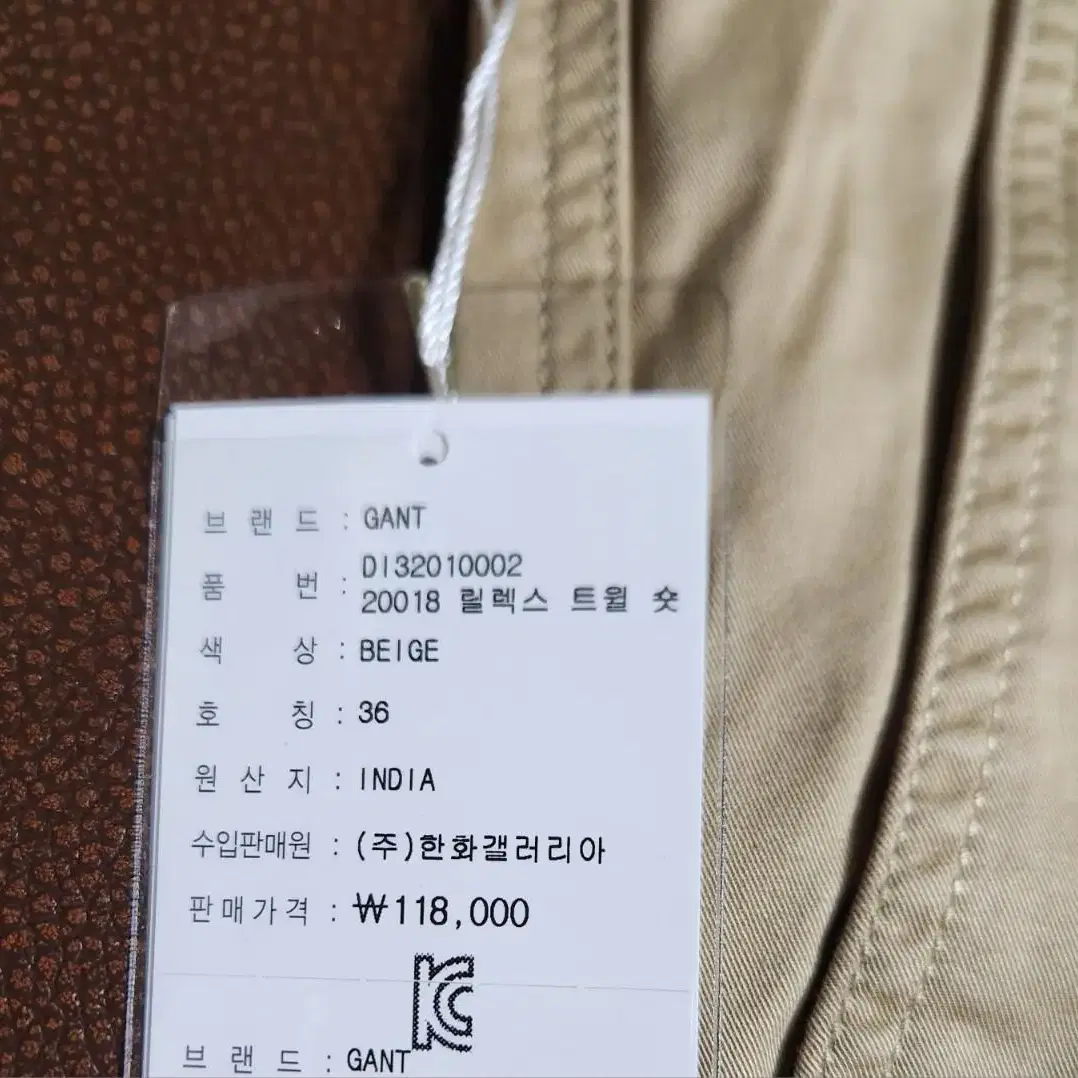 브 랜 드 : GANT
품 번 : DI32010002
20018 릴렉스 트윌 숏
색 상 : BEIGE
호 칭 : 36
원 산 지 : INDIA
수입판매원 : (주)한화갤러리아
판매가격 : ₩118,000
KC
브 랜 드 : GANT